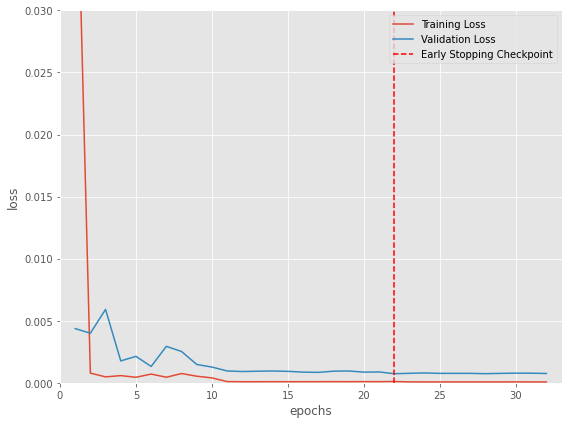 0.030
0.025
0.020
0.015
0.010
0.005
0.000
loss
Training Loss
Validation Loss
Early Stopping Checkpoint
0 5 10 15 20 25 30
epochs